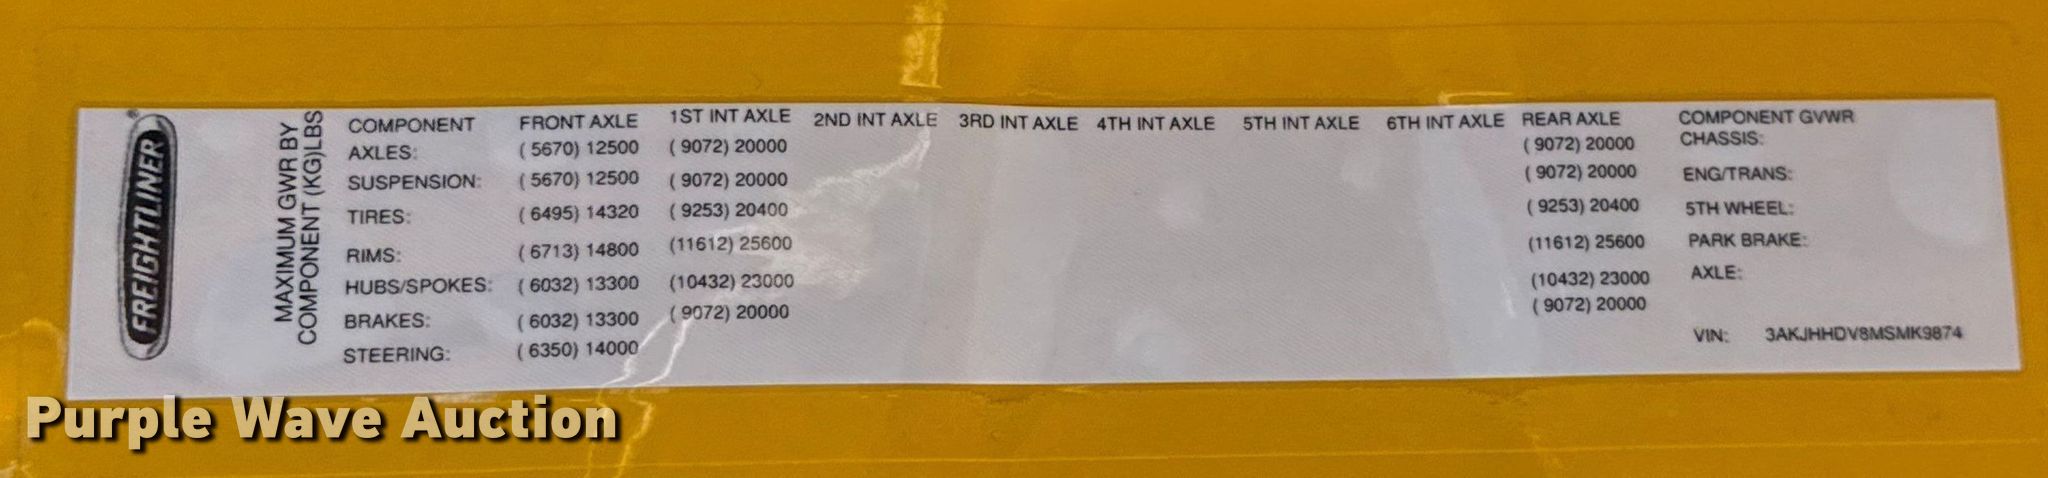 FREIGHTLINER®
MAXIMUM GWR BY
COMPONENT (KG)LBS
COMPONENT FRONT AXLE 1ST INT AXLE 2ND INT AXLE 3RD INT AXLE 4TH INT AXLE 5TH INT AXLE 6TH INT AXLE REAR AXLE COMPONENT GVWR
AXLES: ( 5670) 12500 ( 9072) 20000 ( 9072) 20000 CHASSIS:
SUSPENSION: ( 5670) 12500 ( 9072) 20000 ( 9072) 20000 ENG/TRANS:
TIRES: ( 6495) 14320 ( 9253) 20400 ( 9253) 20400 5TH WHEEL:
RIMS: ( 6713) 14800 (11612) 25600 (11612) 25600 PARK BRAKE:
HUBS/SPOKES: ( 6032) 13300 (10432) 23000 (10432) 23000 AXLE:
BRAKES: ( 6032) 13300 ( 9072) 20000 ( 9072) 20000
STEERING: ( 6350) 14000 VIN: 3AKJHHDV8MSMK9874
Purple Wave Auction